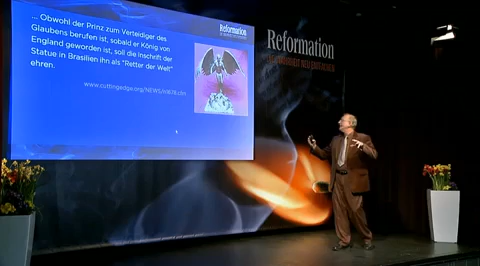 ... Obwohl der Prinz zum Verteidiger des
Glaubens berufen ist, sobald er König von
England geworden ist, soll die Inschrift der
Statue in Brasilien ihn als "Retter der Welt"
ehren.
www.cuttingedge.org/NEWS/n1678.cfm
Reformation
Reformation